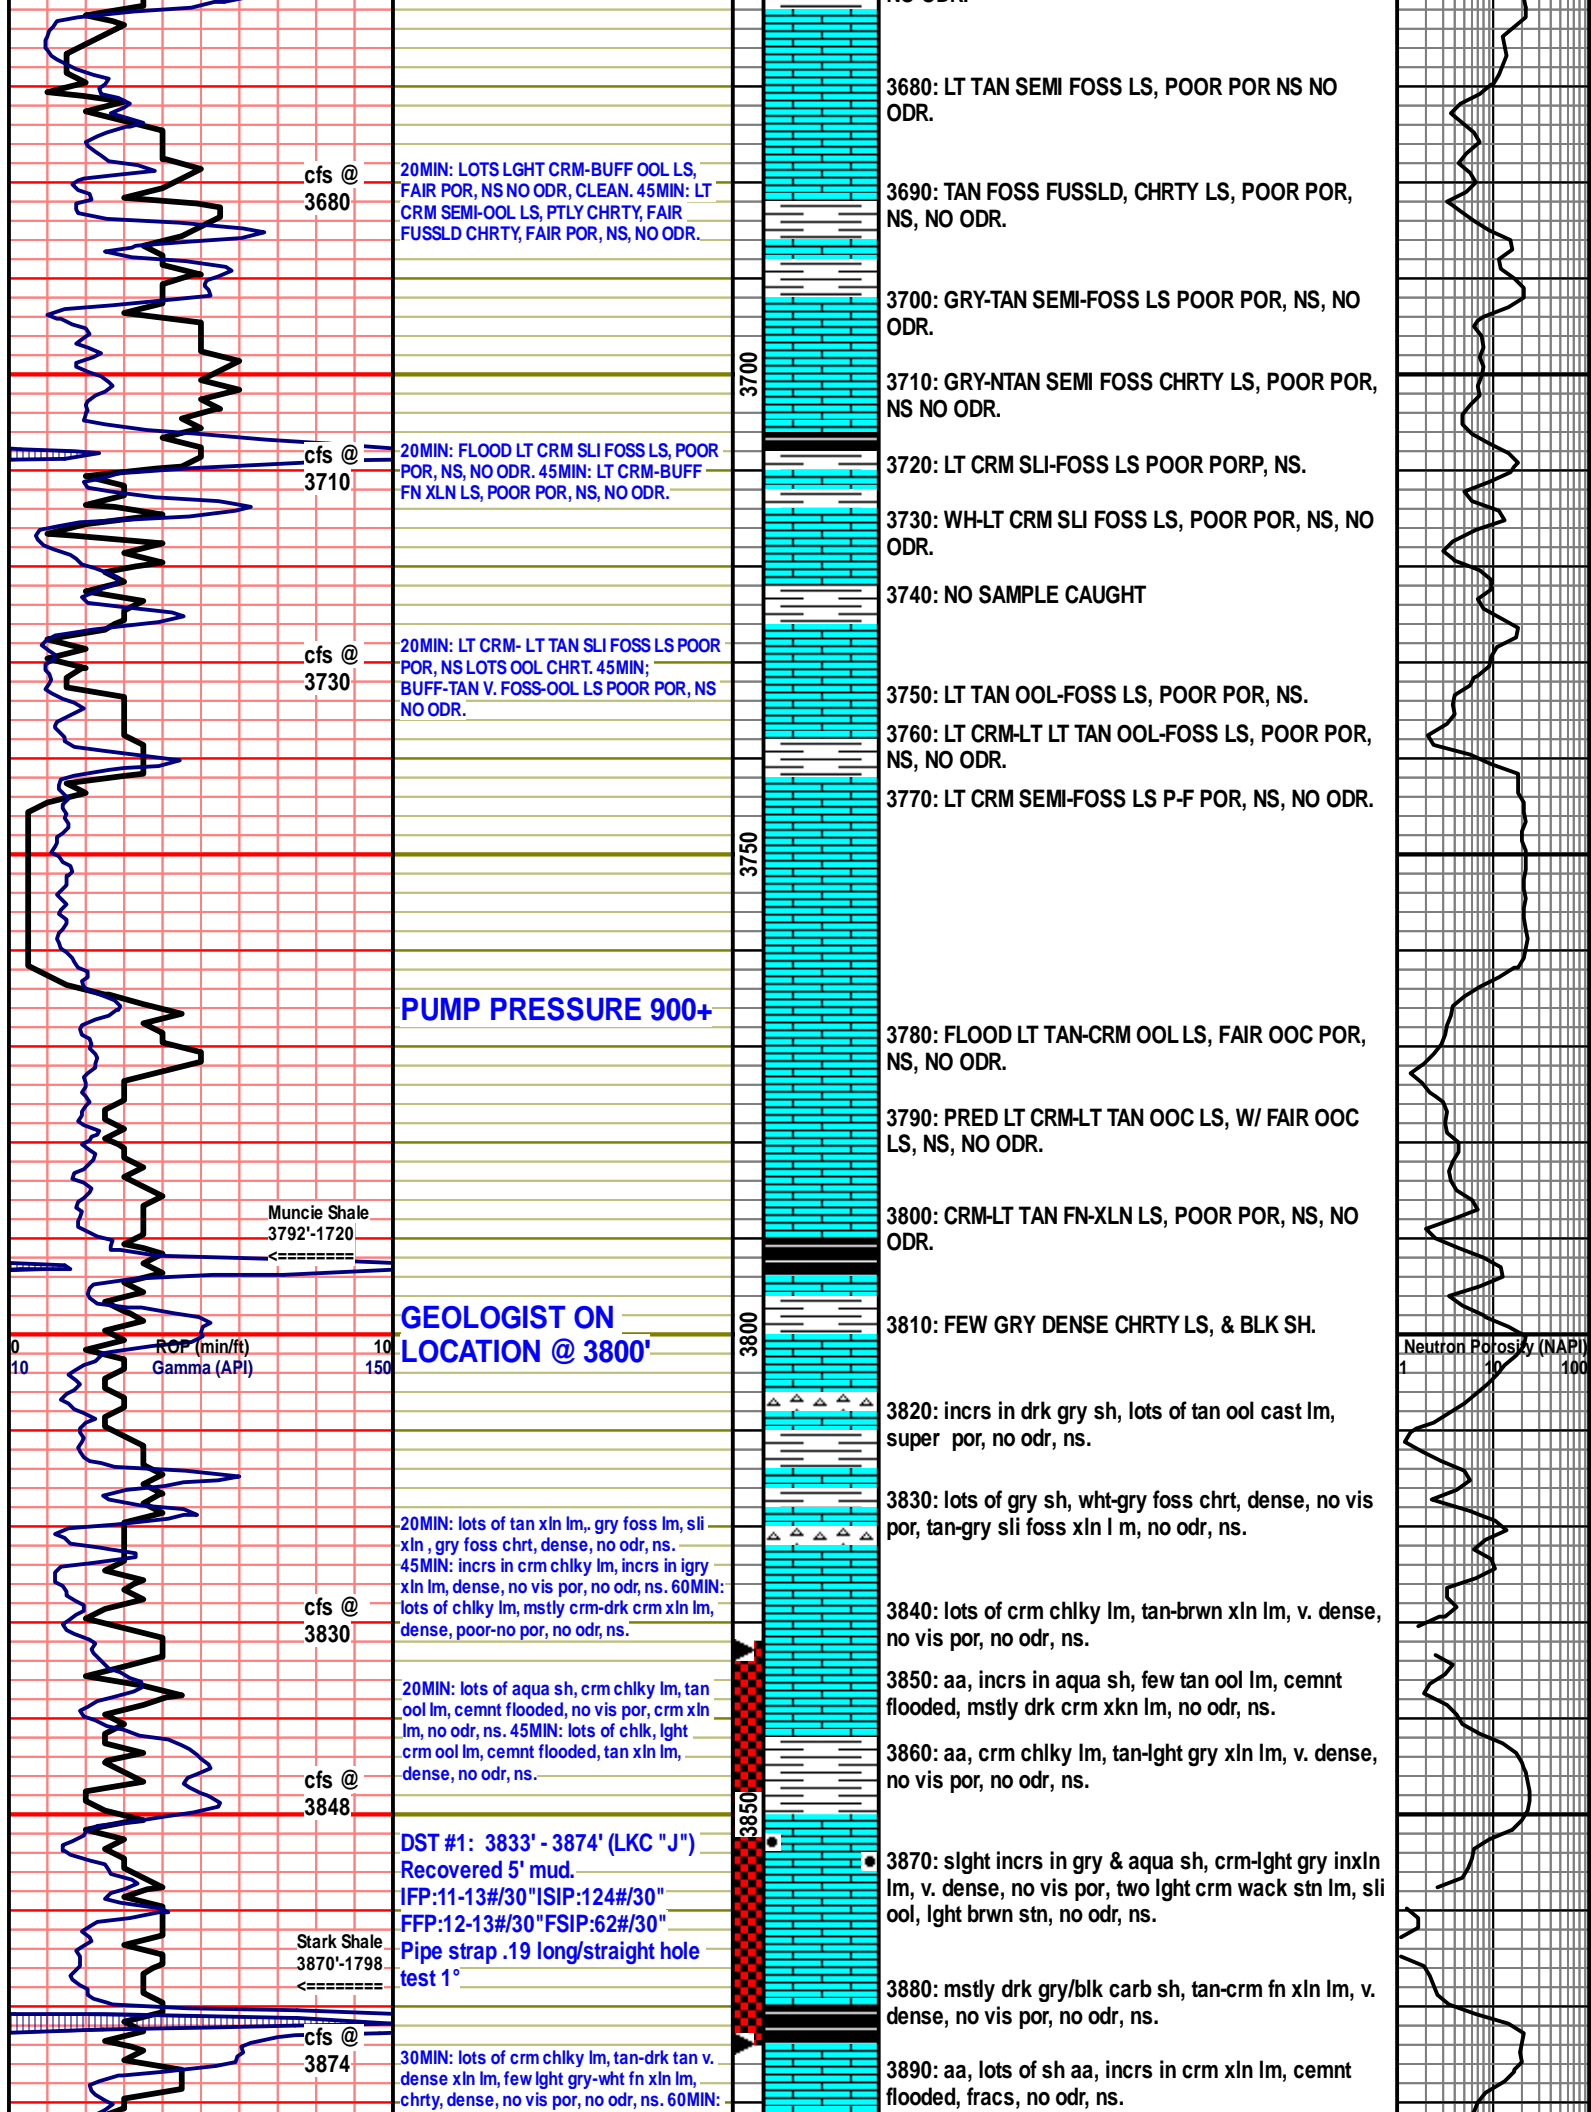 NO ODR.
3680: LT TAN SEMI FOSS LS, POOR POR NS NO
ODR.
cfs @
3680
20MIN: LOTS LGHT CRM-BUFF OOL LS,
FAIR POR, NS NO ODR, CLEAN. 45MIN: LT
CRM SEMI-OOL LS, PTLY CHRTY, FAIR
FUSSLD CHRTY, FAIR POR, NS, NO ODR.
3690: TAN FOSS FUSSLD, CHRTY LS, POOR POR,
NS, NO ODR.
3700: GRY-TAN SEMI-FOSS LS POOR POR, NS, NO
ODR.
3700
3710: GRY-NTAN SEMI FOSS CHRTY LS, POOR POR,
NS NO ODR.
cfs @
3710
20MIN: FLOOD LT CRM SLI FOSS LS, POOR
POR, NS, NO ODR. 45MIN: LT CRM-BUFF
FN XLN LS, POOR POR, NS, NO ODR.
3720: LT CRM SLI-FOSS LS POOR PORP, NS.
3730: WH-LT CRM SLI FOSS LS, POOR POR, NS, NO
ODR.
3740: NO SAMPLE CAUGHT
cfs @
3730
20MIN: LT CRM- LT TAN SLI FOSS LS POOR
POR, NS LOTS OOL CHRT. 45MIN;
BUFF-TAN V. FOSS-OOL LS POOR POR, NS
NO ODR.
3750: LT TAN OOL-FOSS LS, POOR POR, NS.
3760: LT CRM-LT LT TAN OOL-FOSS LS, POOR POR,
NS, NO ODR.
3770: LT CRM SEMI-FOSS LS P-F POR, NS, NO ODR.
3750
PUMP PRESSURE 900+
3780: FLOOD LT TAN-CRM OOL LS, FAIR OOC POR,
NS, NO ODR.
3790: PRED LT CRM-LT TAN OOC LS, W/ FAIR OOC
LS, NS, NO ODR.
Muncie Shale
3792'-1720
<========
3800: CRM-LT TAN FN-XLN LS, POOR POR, NS, NO
ODR.
GEOLOGIST ON
LOCATION @ 3800'
3800
3810: FEW GRY DENSE CHRTY LS, & BLK SH.
0 ROP (min/ft) 10
10 Gamma (API) 150
Neutron Porosity (NAPI)
1 10 100
3820: incrs in drk gry sh, lots of tan ool cast lm,
super por, no odr, ns.
3830: lots of gry sh, wht-gry foss chrt, dense, no vis
por, tan-gry sli foss xln l m, no odr, ns.
cfs @
3830
20MIN: lots of tan xln lm,. gry foss lm, sli
xln , gry foss chrt, dense, no odr, ns.
45MIN: incrs in crm chlky lm, incrs in igry
xln lm, dense, no vis por, no odr, ns. 60MIN:
lots of chlky lm, mstly crm-drk crm xln lm,
dense, poor-no por, no odr, ns.
3840: lots of crm chlky lm, tan-brwn xln lm, v. dense,
no vis por, no odr, ns.
3850: aa, incrs in aqua sh, few tan ool lm, cemnt
flooded, mstly drk crm xkn lm, no odr, ns.
20MIN: lots of aqua sh, crm chlky lm, tan
ool lm, cemnt flooded, no vis por, crm xln
lm, no odr, ns. 45MIN: lots of chlk, lght
crm ool lm, cemnt flooded, tan xln lm,
dense, no odr, ns.
3860: aa, crm chlky lm, tan-lght gry xln lm, v. dense,
no vis por, no odr, ns.
cfs @
3848
3850
DST #1: 3833' - 3874' (LKC "J")
Recovered 5' mud.
IFP:11-13#/30"ISIP:124#/30"
FFP:12-13#/30"FSIP:62#/30"
Pipe strap .19 long/straight hole
test 1°
3870: slght incrs in gry & aqua sh, crm-lght gry inxln
lm, v. dense, no vis por, two lght crm wack stn lm, sli
ool, lght brwn stn, no odr, ns.
Stark Shale
3870'-1798
<========
3880: mstly drk gry/blk carb sh, tan-crm fn xln lm, v.
dense, no vis por, no odr, ns.
cfs @
3874
30MIN: lots of crm chlky lm, tan-drk tan v.
dense xln lm, few lght gry-wht fn xln lm,
chrty, dense, no vis por, no odr, ns. 60MIN:
3890: aa, lots of sh aa, incrs in crm xln lm, cemnt
flooded, fracs, no odr, ns.